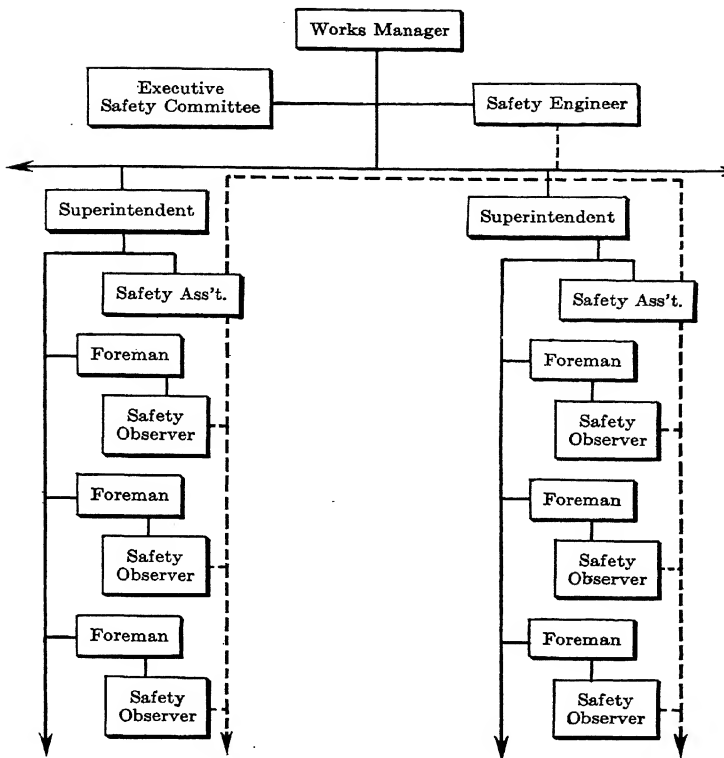 Works Manager
Executive
Safety Committee
Safety Engineer
Superintendent
Safety Ass't.
Foreman
Safety
Observer
Foreman
Safety
Observer
Foreman
Safety
Observer
Superintendent
Safety Ass't.
Foreman
Safety
Observer
Foreman
Safety
Observer
Foreman
Safety
Observer